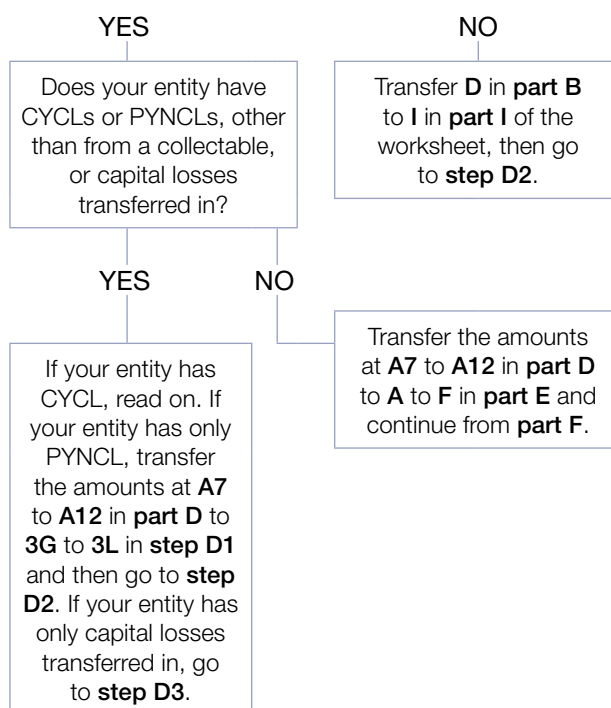 YES
Does your entity have
CYCLs or PYNCLs, other
than from a collectable,
or capital losses
transferred in?
NO
Transfer D in part B
to I in part I of the
worksheet, then go
to step D2.
YES
If your entity has
CYCL, read on. If
your entity has only
PYNCL, transfer
the amounts at A7
to A12 in part D to
3G to 3L in step D1
and then go to step
D2. If your entity has
only capital losses
transferred in, go
to step D3.
NO
Transfer the amounts
at A7 to A12 in part D
to A to F in part E and
continue from part F.